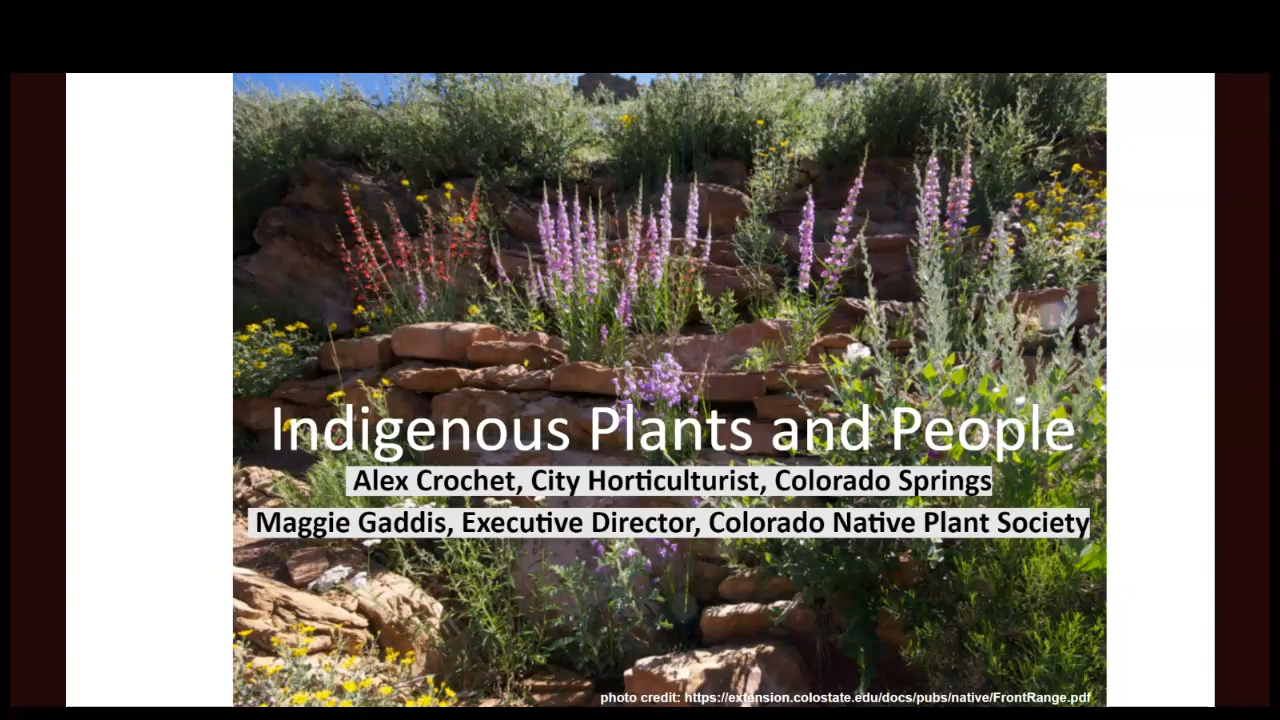 Indigenous Plants and People
Alex Crochet, City Horticulturist, Colorado Springs
Maggie Gaddis, Executive Director, Colorado Native Plant Society
photo credit: https://extension.colostate.edu/docs/pubs/native/FrontRange.pdf